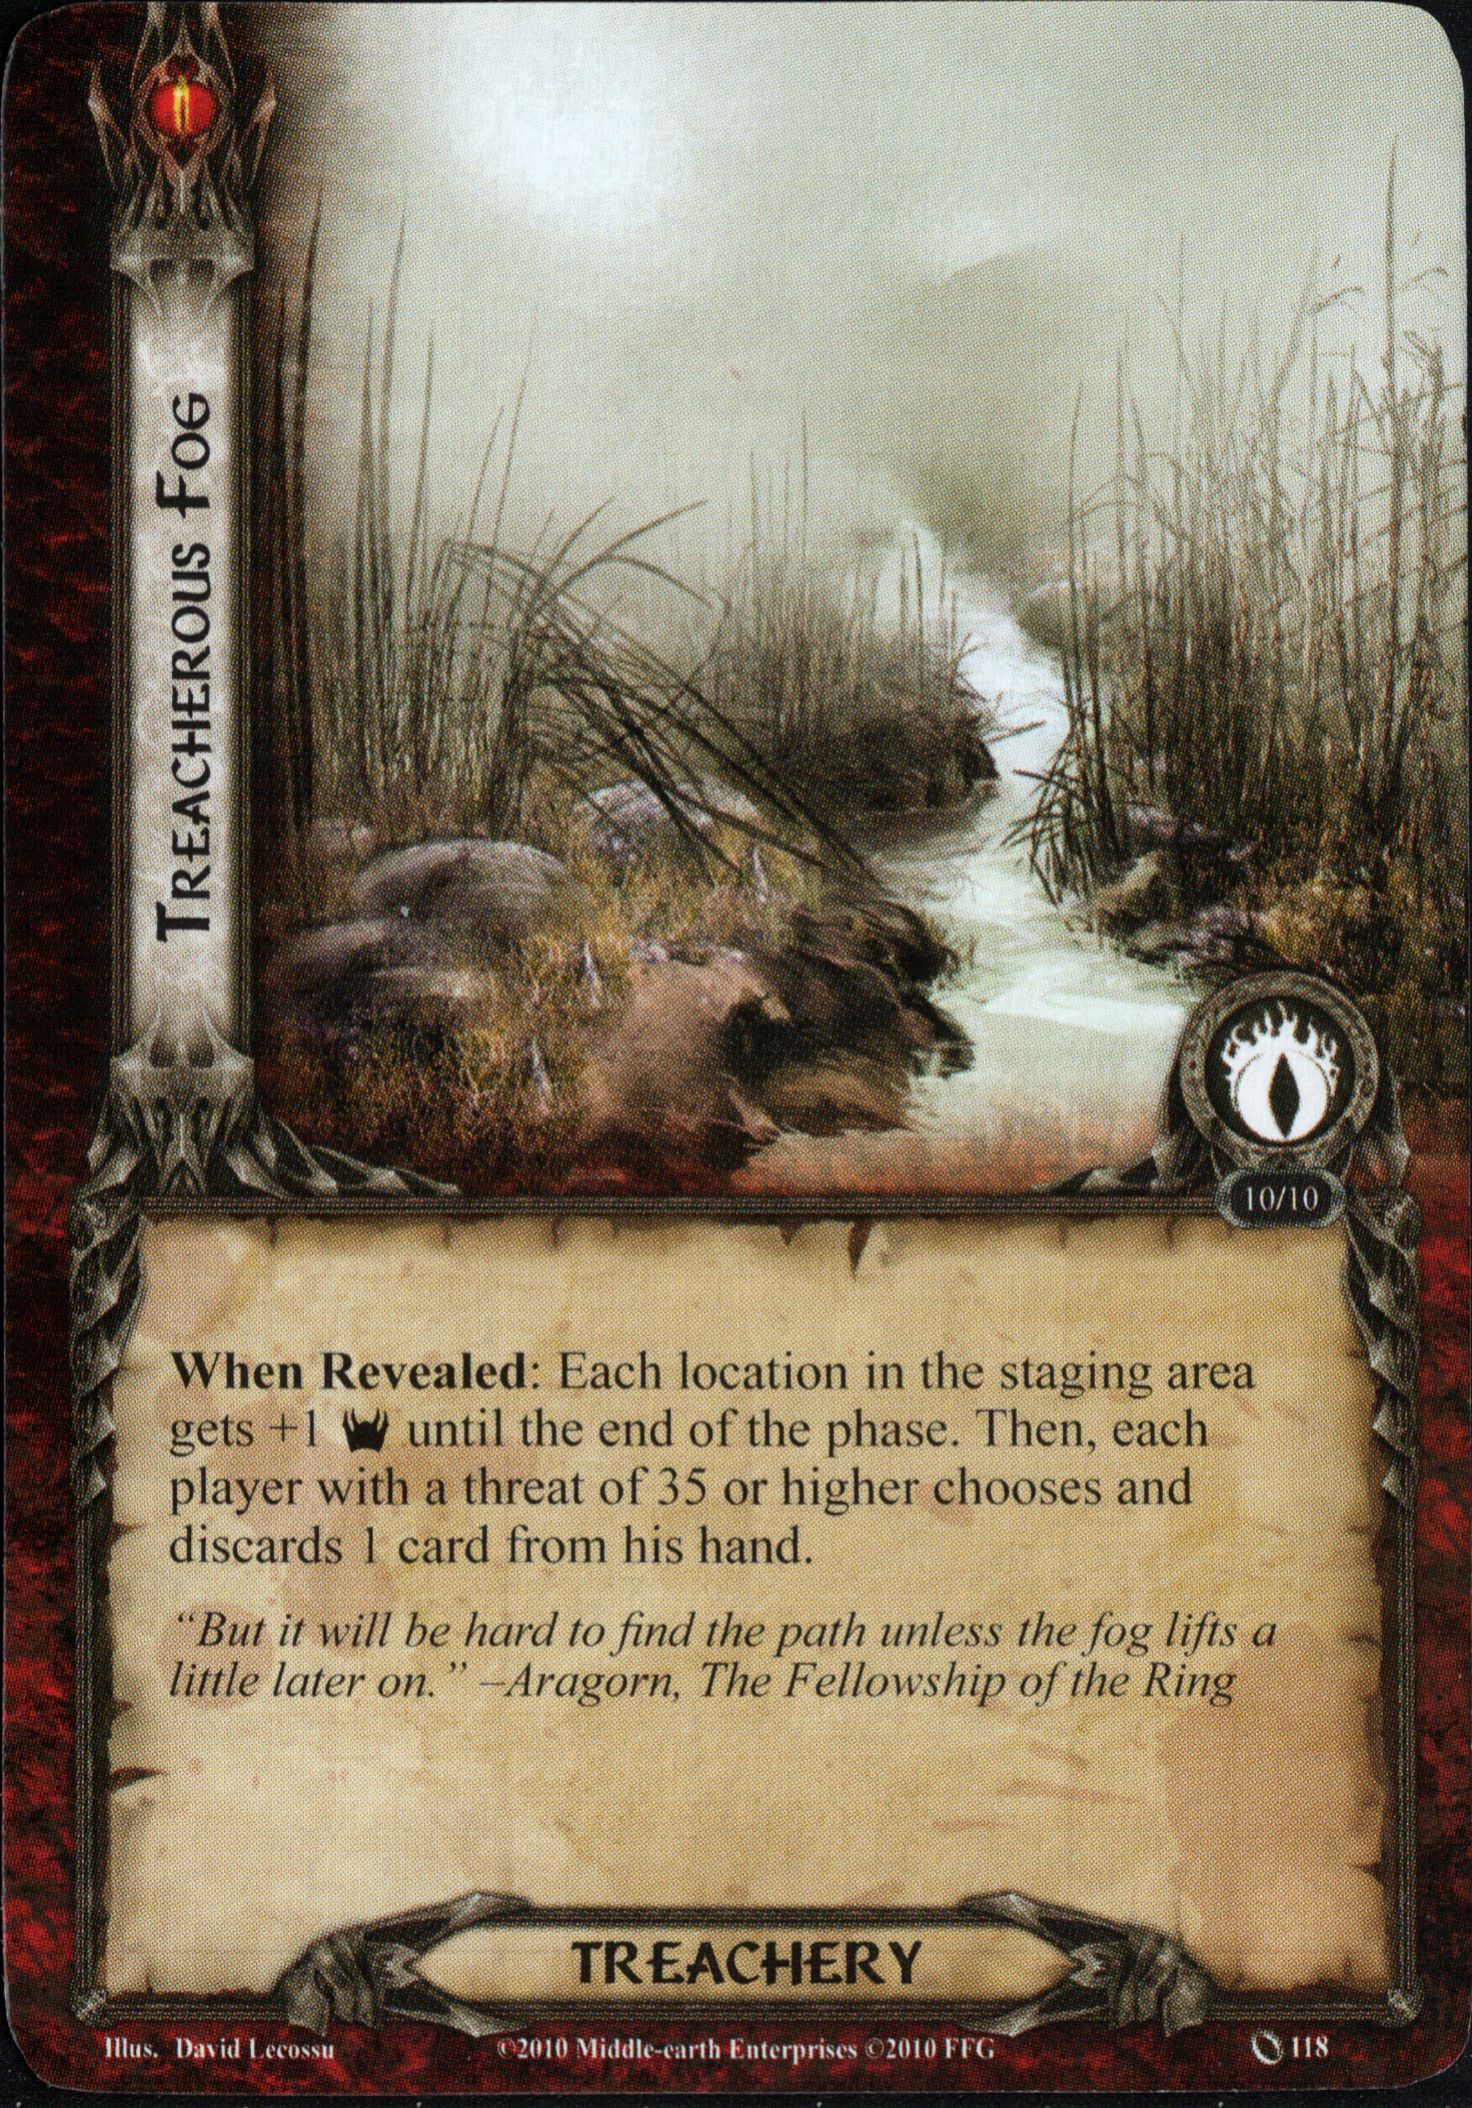 TREACHEROUS FOG
10/10
When Revealed: Each location in the staging area
gets +1 until the end of the phase. Then, each
player with a threat of 35 or higher chooses and
discards 1 card from his hand.
“But it will be hard to find the path unless the fog lifts a
little later on.” –Aragorn, The Fellowship of the Ring
TREACHERY
Illus. David Lecossu ©2010 Middle-earth Enterprises ©2010 FFG 118